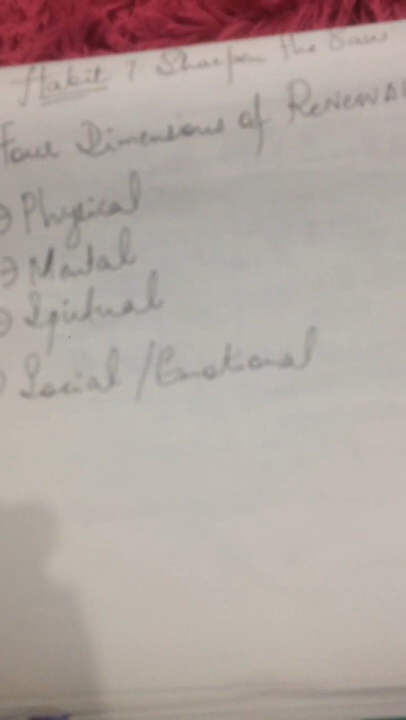 Habit 7. Sharpen the Saw
Four Dimensions of RENEWAL
Physical
Mental
Spiritual
Social/Emotional